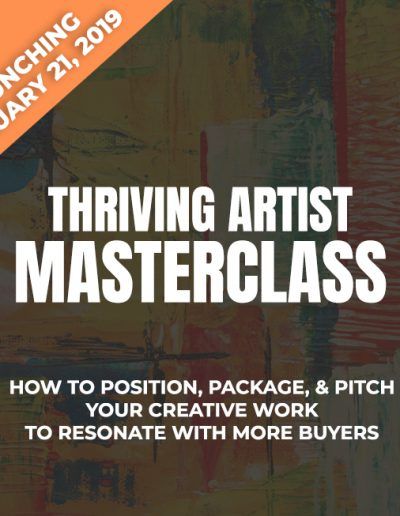 NCHING
UARY 21, 2019
THRIVING ARTIST
MASTERCLASS
HOW TO POSITION, PACKAGE, & PITCH
YOUR CREATIVE WORK
TO RESONATE WITH MORE BUYERS